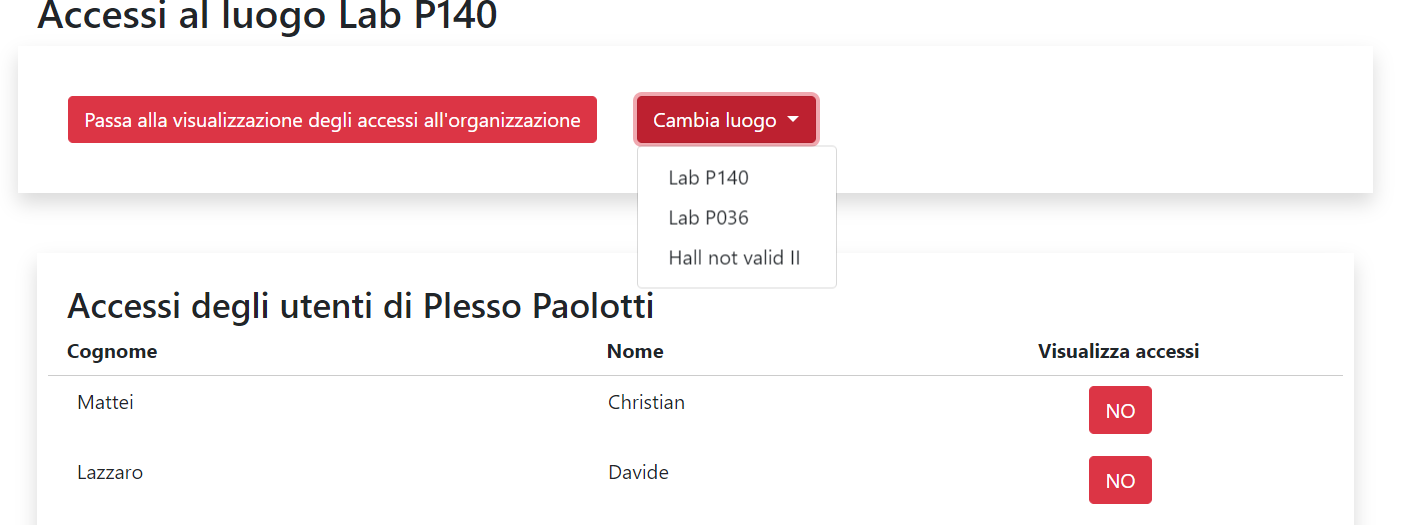 Accessi al luogo Lab P140
Passa alla visualizzazione degli accessi all'organizzazione
Cambia luogo
Lab P140
Lab P036
Hall not valid II
Accessi degli utenti di Plesso Paolotti
Cognome Nome Visualizza accessi
Mattei Christian NO
Lazzaro Davide NO